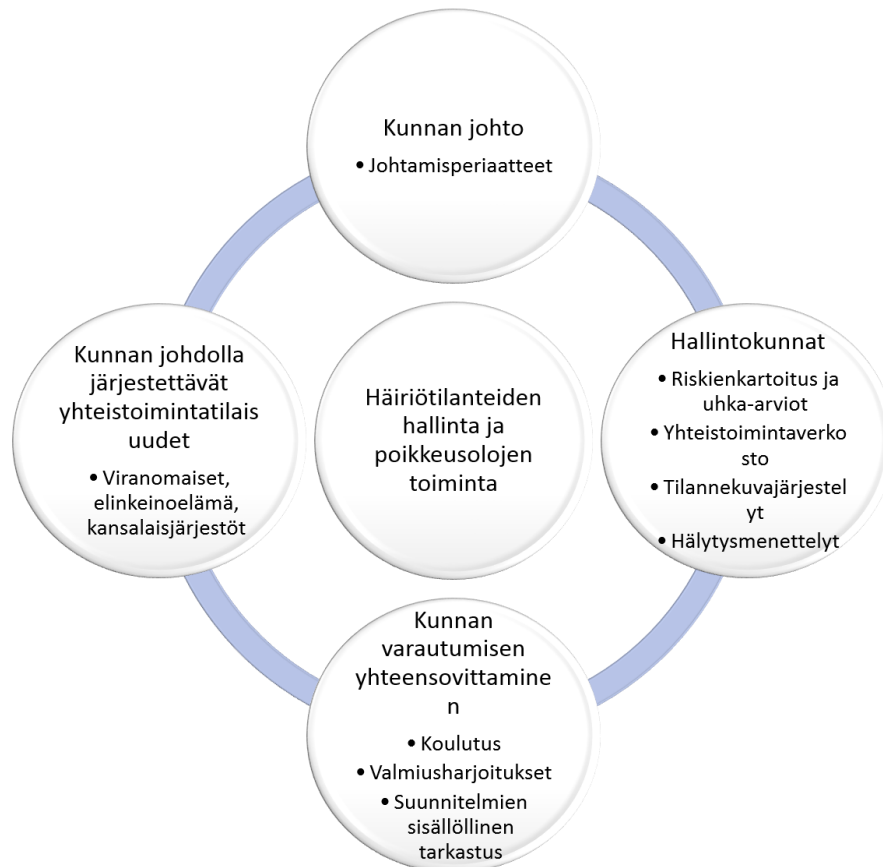 Kunnan johto
• Johtamisperiaatteet
Kunnan johdolla
järjestettävät
yhteistoimintatilais
uudet
• Viranomaiset,
elinkeinoelämä,
kansalaisjärjestöt
Häiriötilanteiden
hallinta ja
poikkeusolojen
toiminta
Hallintokunnat
• Riskienkartoitus ja
uhka-arviot
• Yhteistoimintaverko
sto
• Tilannekuvajärjestel
yt
• Hälytysmenettelyt
Kunnan
varautumisen
yhteensovittamine
n
• Koulutus
• Valmiusharjoitukset
• Suunnitelmien
sisällöllinen
tarkastus